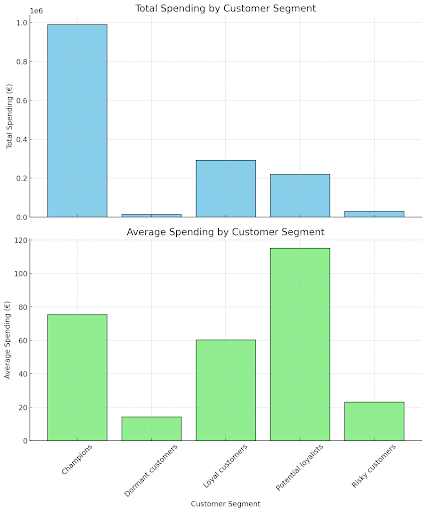 Total Spending by Customer Segment
1e6
1.0
0.8
0.6
0.4
0.2
0.0
Total Spending (€)
Average Spending by Customer Segment
120
100
80
60
40
20
0
Average Spending (€)
Champions
Dormant customers
Loyal customers
Potential loyalists
Risky customers
Customer Segment